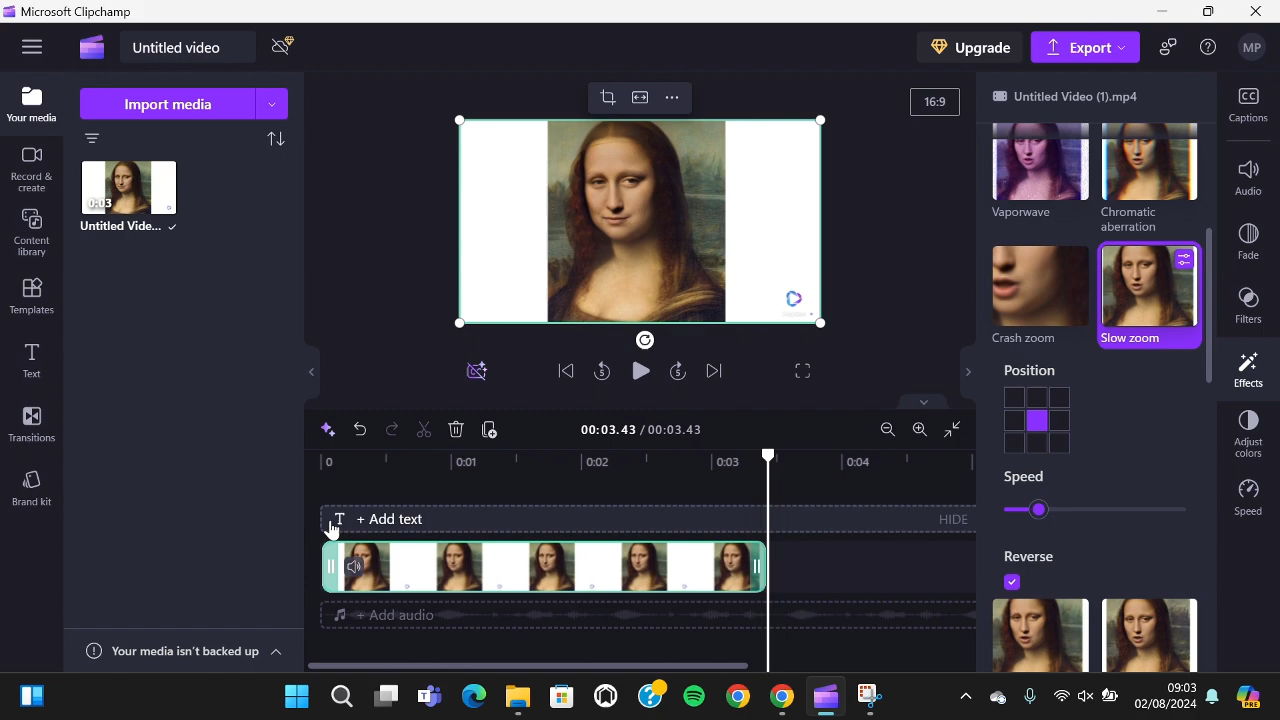 Microsoft Clipchamp
Untitled video
Upgrade
Export
MP
Your media
Record &
create
Content
library
Templates
Text
Transitions
Brand kit
Import media
0:03
Untitled Vide...
Your media isn't backed up
16:9
5
5
00:03.43 / 00:03.43
0
0:01
0:02
0:03
0:04
T + Add text
HIDE
+ Add audio
Untitled Video (1).mp4
Vaporwave
Chromatic
aberration
Crash zoom
Slow zoom
Position
Speed
Reverse
CC
Captions
Audio
Fade
Filters
Effects
Adjust
colors
Speed
09:03
02/08/2024
PRE